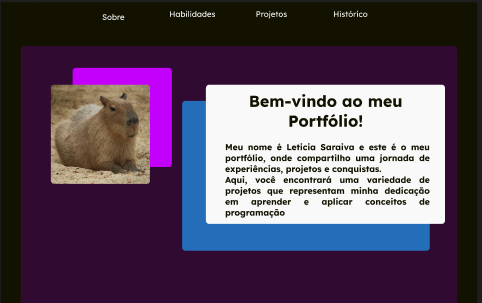 Sobre Habilidades Projetos Histórico
Bem-vindo ao meu
Portfólio!
Meu nome é Letícia Saraiva e este é o meu
portfólio, onde compartilho uma jornada de
experiências, projetos e conquistas.
Aqui, você encontrará uma variedade de
projetos que representam minha dedicação
em aprender e aplicar conceitos de
programação